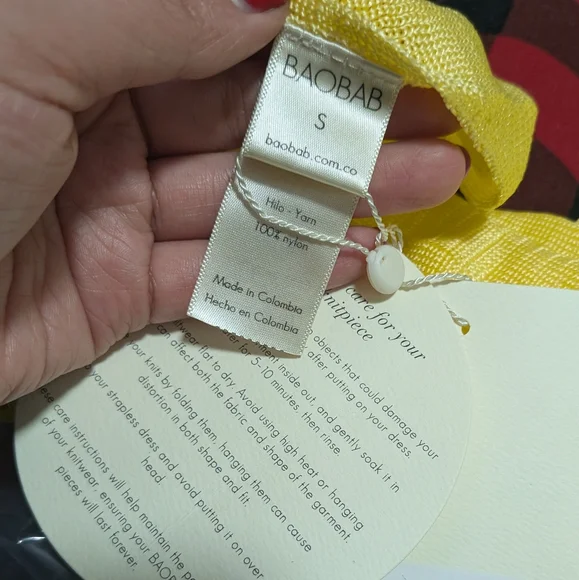 BAOBAB
S
baobab.com.co
Hilo - Yarn
100% nylon
Made in Colombia
Hecho en Colombia
care for your
objects that could damage your
after putting on your dress.
inside out, and gently soak it in
for 5-10 minutes, then rinse.
flat to dry. Avoid using high heat or hanging
can affect both the fabric and shape of the garment.
your knits by folding them, hanging them can cause
distortion in both shape and fit.
your strapless dress and avoid putting it on over
head.
care instructions will help maintain the
of your knitwear, ensuring your
pieces will last forever.